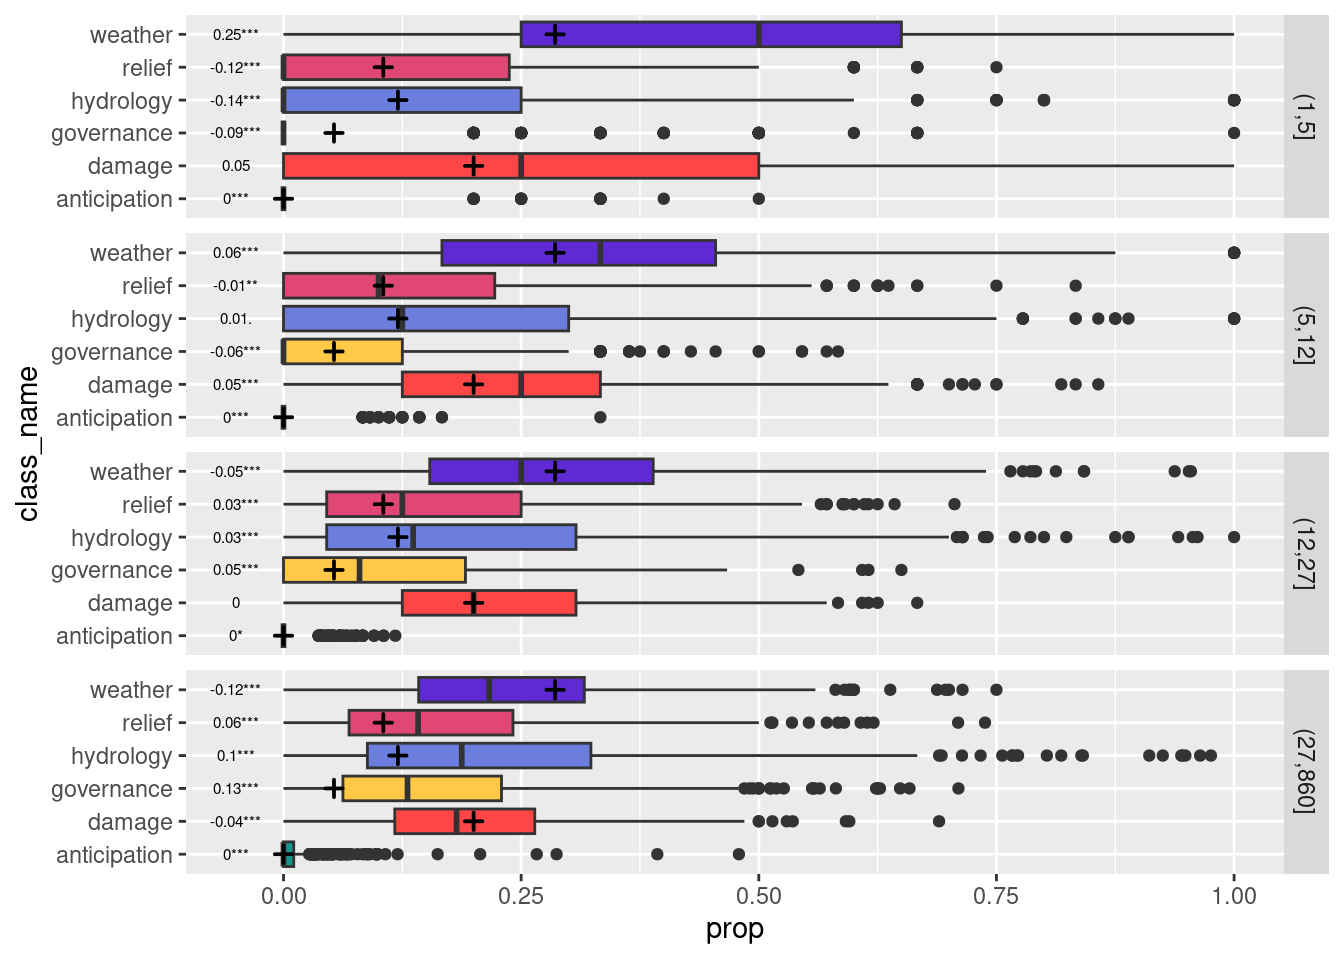 weather 0.25***
relief -0.12***
hydrology -0.14***
governance -0.09***
damage 0.05
anticipation 0***
(1,5]
weather 0.06***
relief -0.01**
hydrology 0.01.
governance -0.06***
damage 0.05***
anticipation 0***
(5,12]
weather -0.05***
relief 0.03***
hydrology 0.03***
governance 0.05***
damage 0
anticipation 0*
(12,27]
weather -0.12***
relief 0.06***
hydrology 0.1***
governance 0.13***
damage -0.04***
anticipation 0***
(27,860]
class_name
0.00 0.25 0.50 0.75 1.00
prop